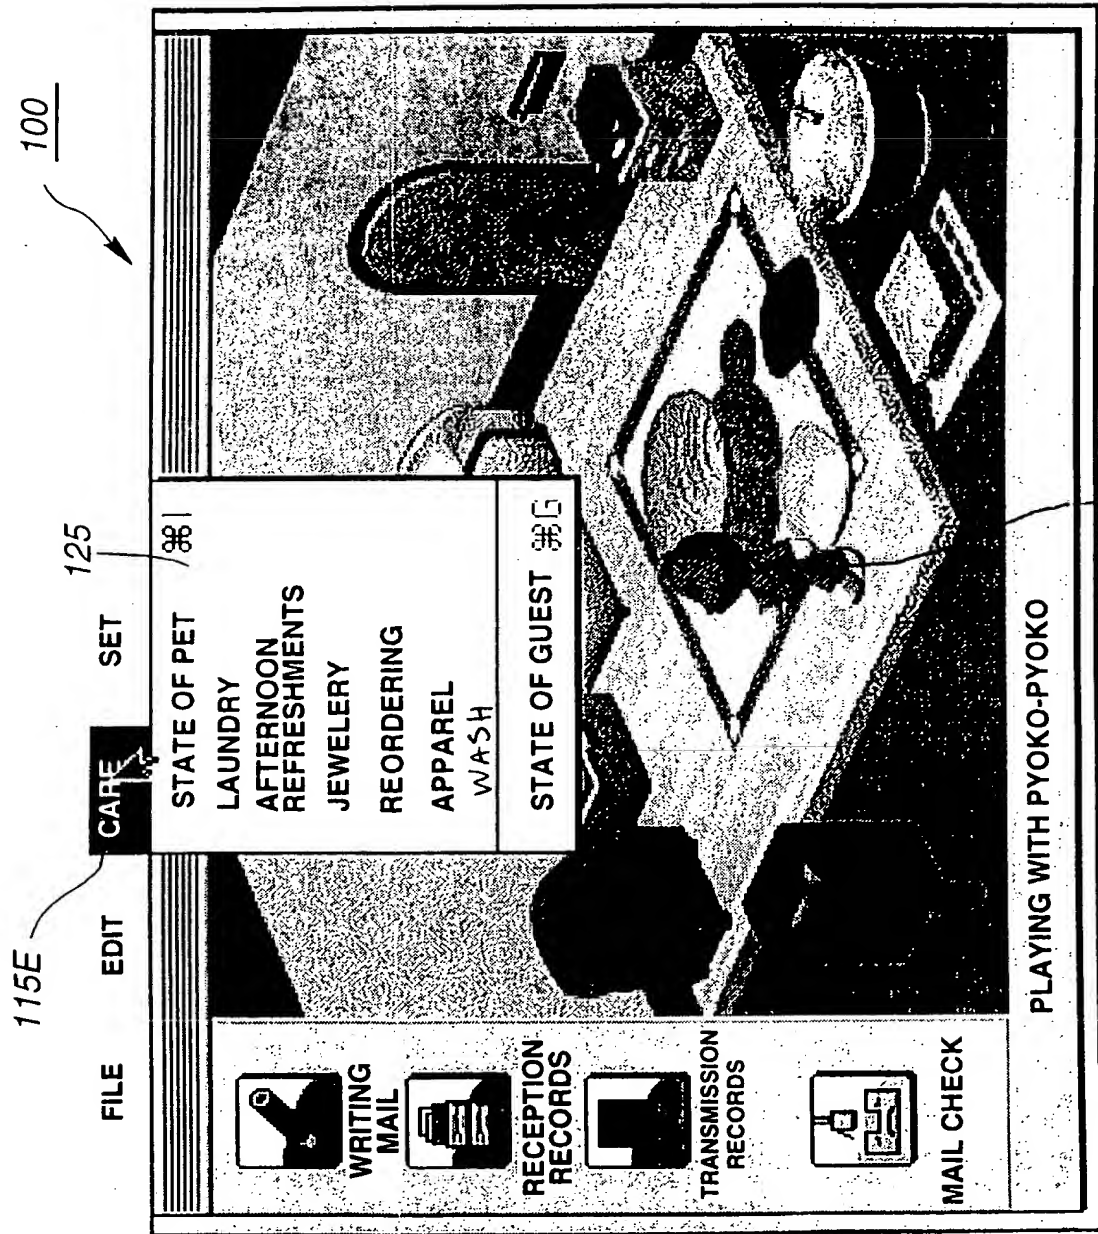 100
115E
125
FILE EDIT CARE SET
STATE OF PET ⌘I
LAUNDRY
AFTERNOON
REFRESHMENTS
JEWELERY
REORDERING
APPAREL
WASH
STATE OF GUEST ⌘G
WRITING
MAIL
RECEPTION
RECORDS
TRANSMISSION
RECORDS
MAIL CHECK
PLAYING WITH PYOKO-PYOKO